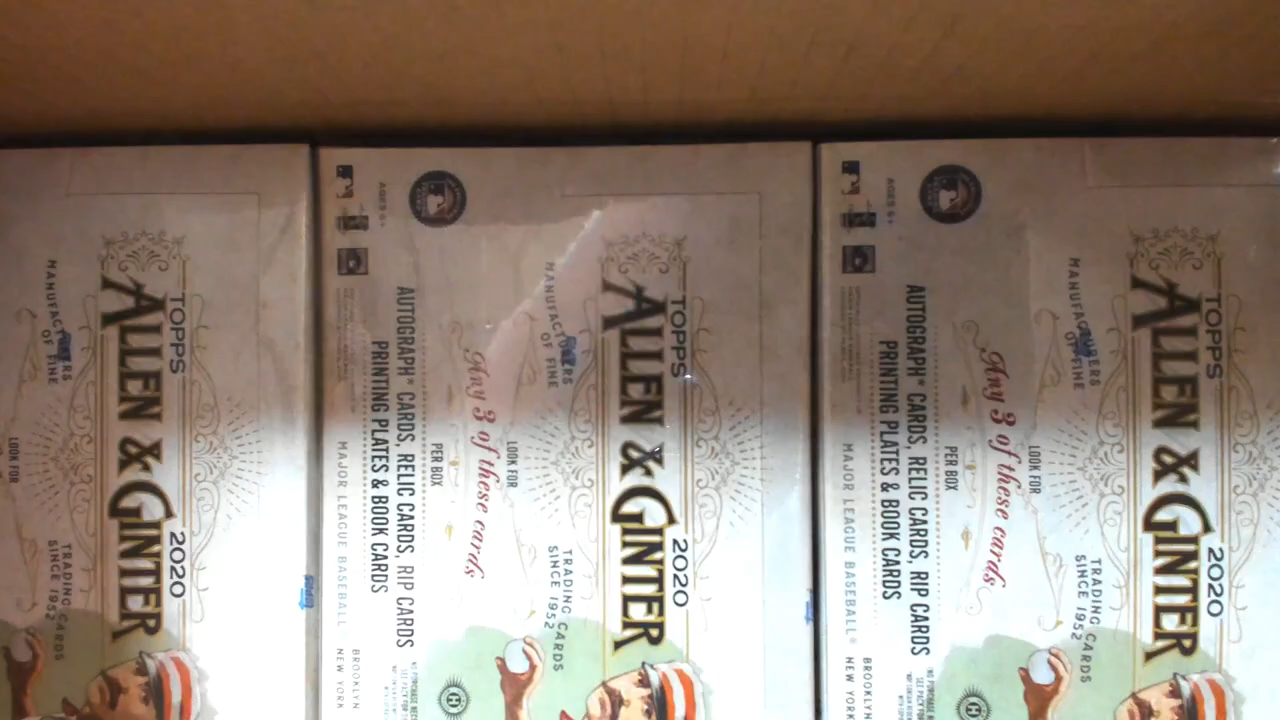 TOPPS
ALLEN & GINTER
2020
MANUFACTURERS
OF FINE
TRADING CARDS
SINCE 1952
LOOK FOR
TOPPS
ALLEN & GINTER
2020
MANUFACTURERS
OF FINE
TRADING CARDS
SINCE 1952
LOOK FOR
Any 3 of these cards
PER BOX
AUTOGRAPH* CARDS, RELIC CARDS, RIP CARDS
PRINTING PLATES & BOOK CARDS
AGES 6+
MAJOR LEAGUE BASEBALL
BROOKLYN
NEW YORK
TOPPS
ALLEN & GINTER
2020
MANUFACTURERS
OF FINE
TRADING CARDS
SINCE 1952
LOOK FOR
Any 3 of these cards
PER BOX
AUTOGRAPH* CARDS, RELIC CARDS, RIP CARDS
PRINTING PLATES & BOOK CARDS
AGES 6+
MAJOR LEAGUE BASEBALL®
BROOKLYN
NEW YORK